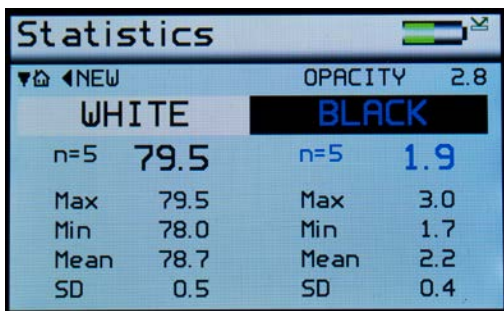 Statistics
NEW OPACITY 2.8
WHITE BLACK
n=5 79.5 n=5 1.9
Max 79.5 Max 3.0
Min 78.0 Min 1.7
Mean 78.7 Mean 2.2
SD 0.5 SD 0.4